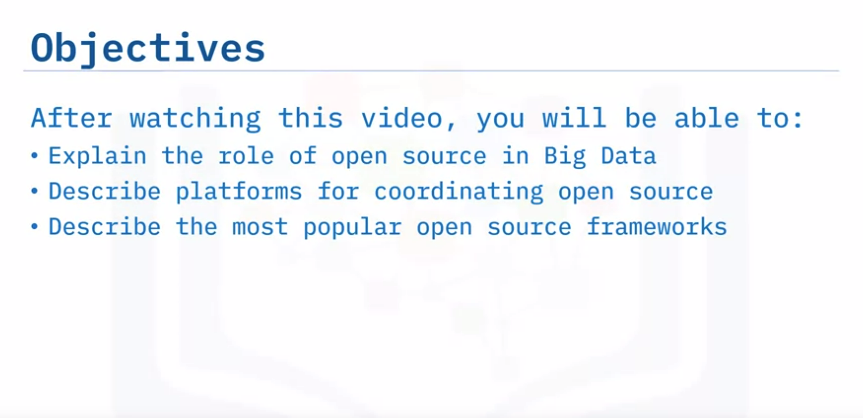 Objectives
After watching this video, you will be able to:
• Explain the role of open source in Big Data
• Describe platforms for coordinating open source
• Describe the most popular open source frameworks